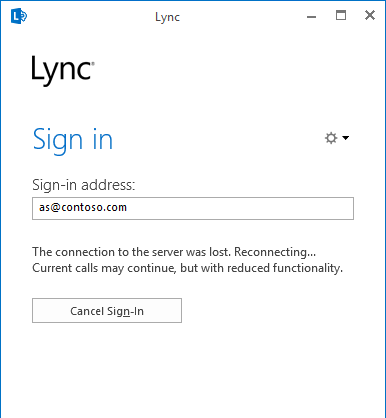 Lync
Lync®
Sign in
Sign-in address:
as@contoso.com
The connection to the server was lost. Reconnecting...
Current calls may continue, but with reduced functionality.
Cancel Sign-In